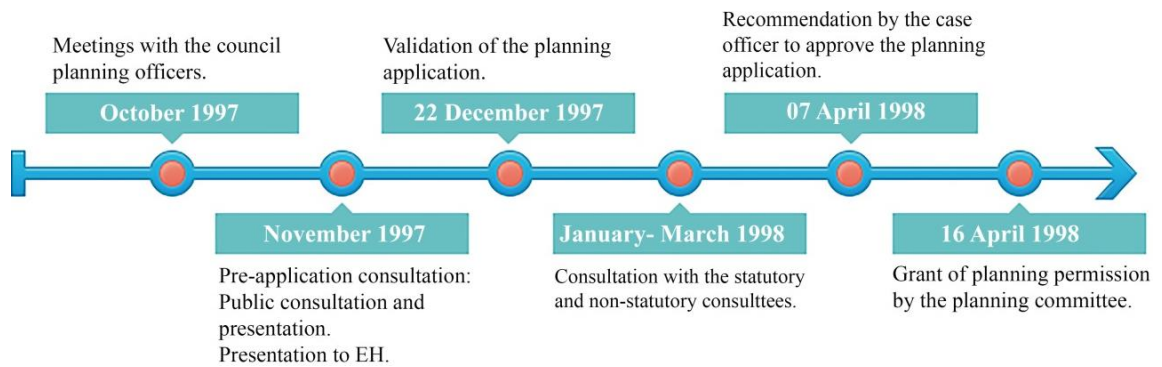 Meetings with the council
planning officers.
October 1997
November 1997
Pre-application consultation:
Public consultation and
presentation.
Presentation to EH.
Validation of the planning
application.
22 December 1997
January- March 1998
Consultation with the statutory
and non-statutory consulttees.
Recommendation by the case
officer to approve the planning
application.
07 April 1998
16 April 1998
Grant of planning permission
by the planning committee.